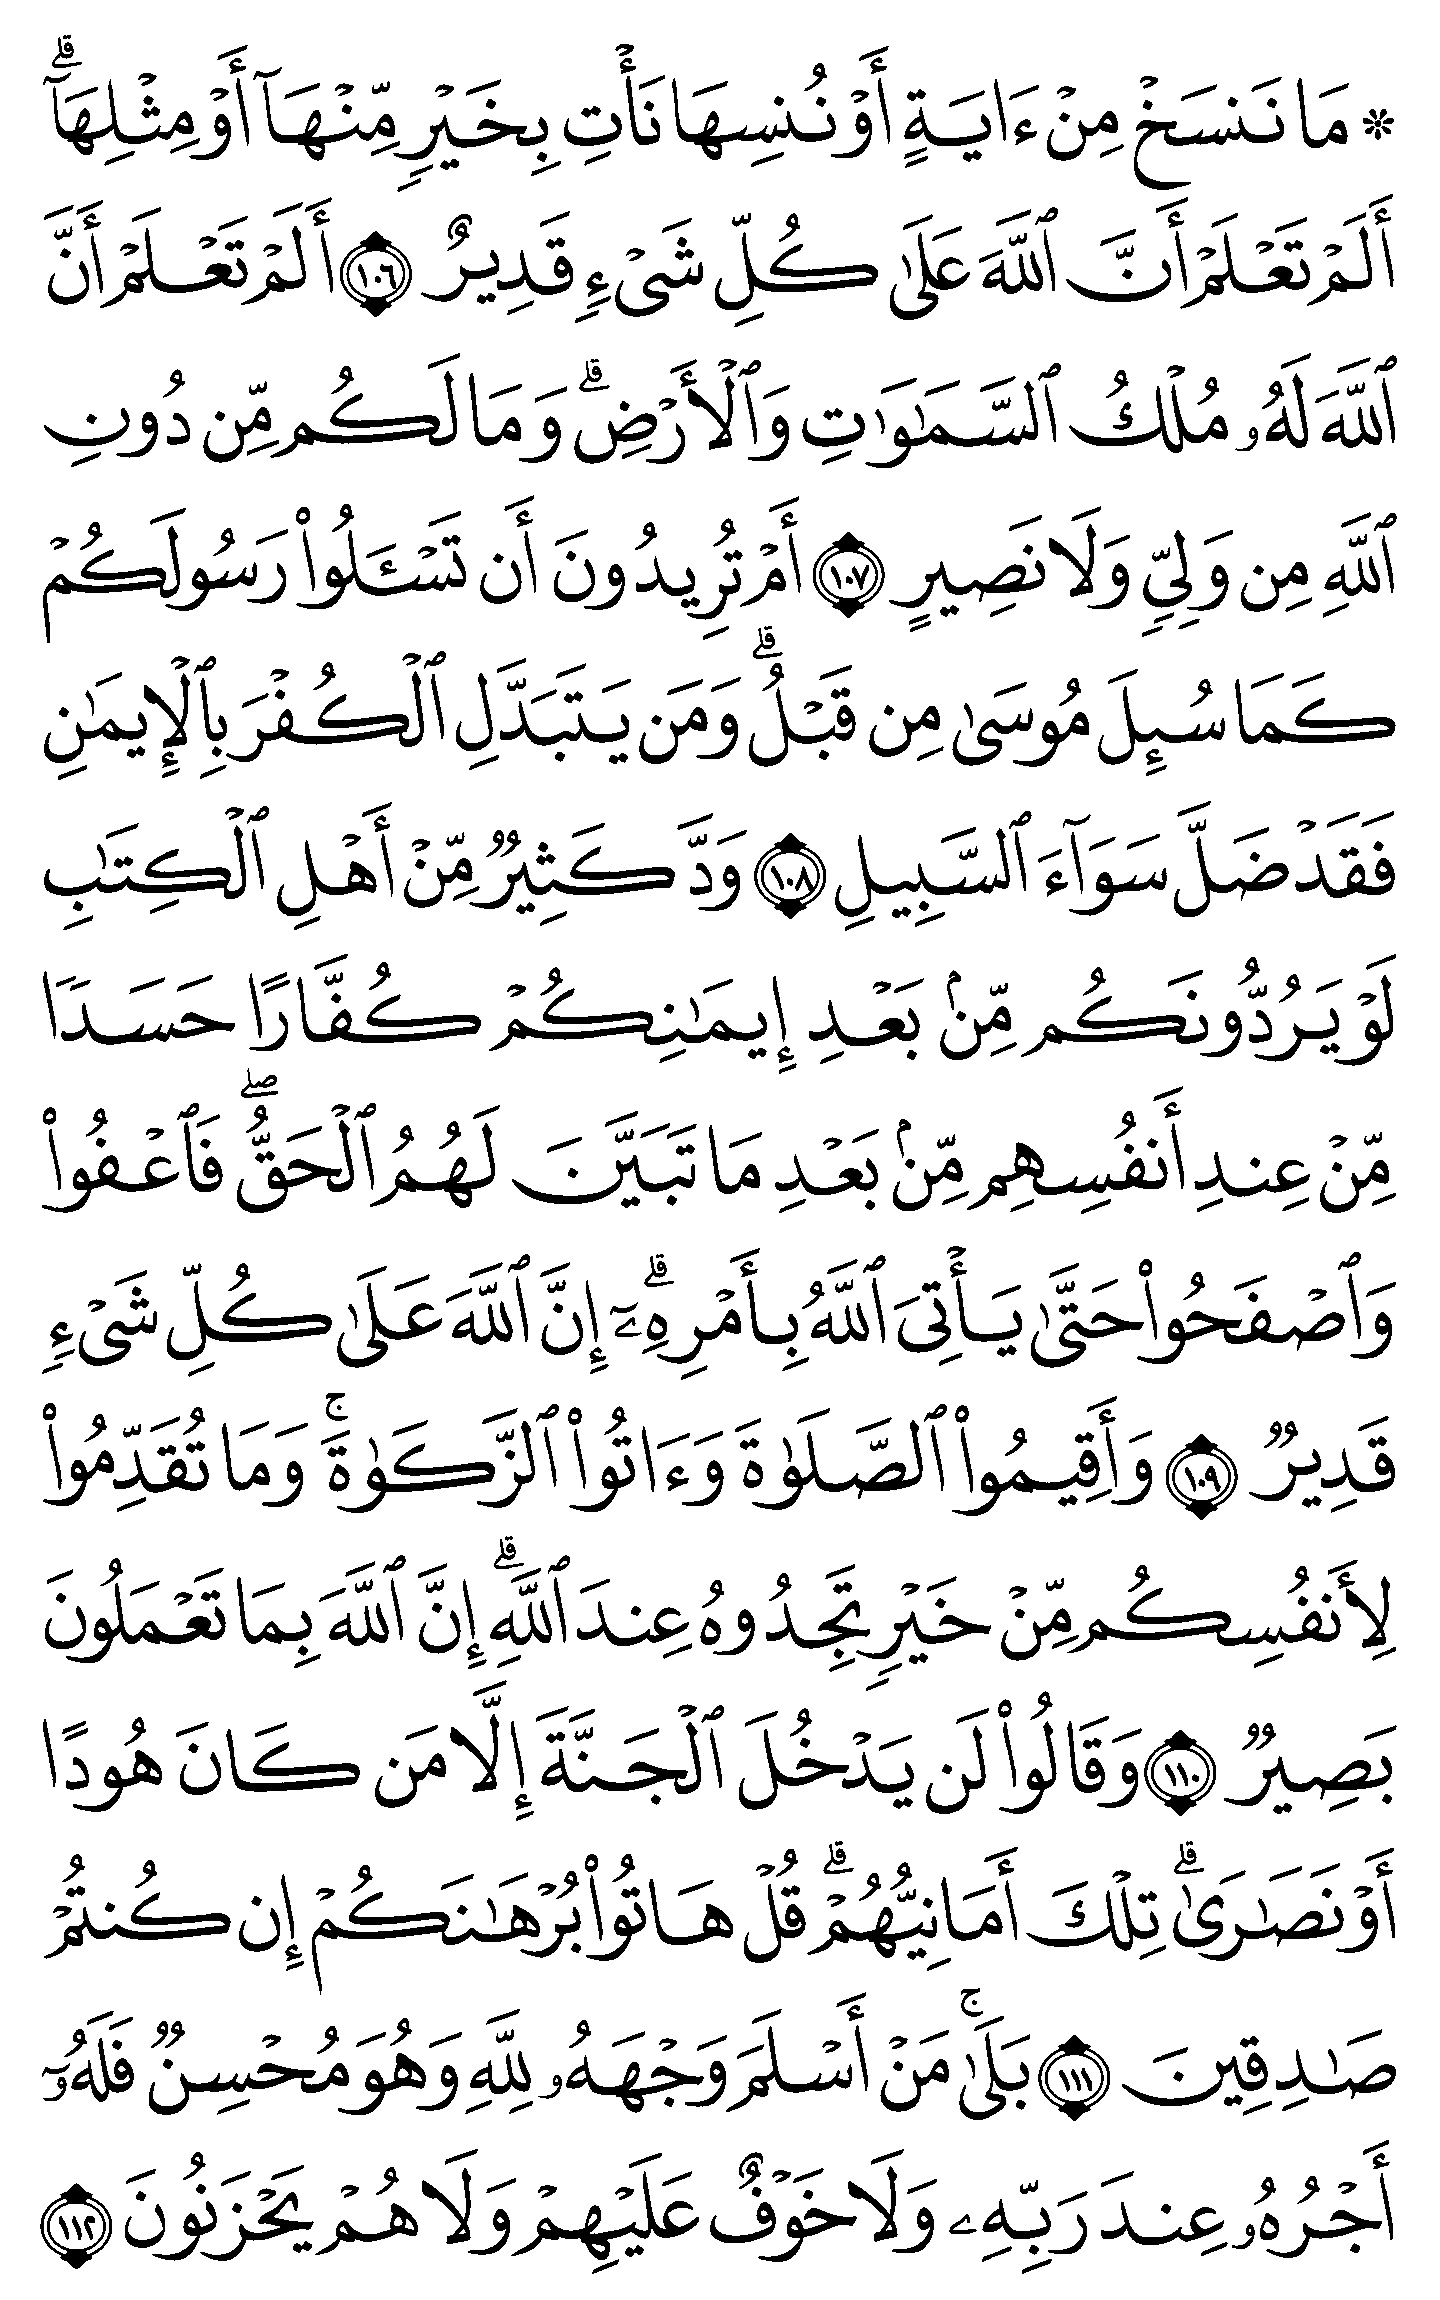 ۞ مَا نَنسَخۡ مِنۡ ءَايَةٍ أَوۡ نُنسِهَا نَأۡتِ بِخَيۡرٖ مِّنۡهَآ أَوۡ مِثۡلِهَآۗ
أَلَمۡ تَعۡلَمۡ أَنَّ ٱللَّهَ عَلَىٰ كُلِّ شَيۡءٖ قَدِيرٌ ١٠٦ أَلَمۡ تَعۡلَمۡ أَنَّ
ٱللَّهَ لَهُۥ مُلۡكُ ٱلسَّمَٰوَٰتِ وَٱلۡأَرۡضِۗ وَمَا لَكُم مِّن دُونِ
ٱللَّهِ مِن وَلِيّٖ وَلَا نَصِيرٍ ١٠٧ أَمۡ تُرِيدُونَ أَن تَسۡـَٔلُواْ رَسُولَكُمۡ
كَمَا سُئِلَ مُوسَىٰ مِن قَبۡلُۗ وَمَن يَتَبَدَّلِ ٱلۡكُفۡرَ بِٱلۡإِيمَٰنِ
فَقَدۡ ضَلَّ سَوَآءَ ٱلسَّبِيلِ ١٠٨ وَدَّ كَثِيرٞ مِّنۡ أَهۡلِ ٱلۡكِتَٰبِ
لَوۡ يَرُدُّونَكُم مِّنۢ بَعۡدِ إِيمَٰنِكُمۡ كُفَّارًا حَسَدٗا
مِّنۡ عِندِ أَنفُسِهِم مِّنۢ بَعۡدِ مَا تَبَيَّنَ لَهُمُ ٱلۡحَقُّۖ فَٱعۡفُواْ
وَٱصۡفَحُواْ حَتَّىٰ يَأۡتِيَ ٱللَّهُ بِأَمۡرِهِۦٓۗ إِنَّ ٱللَّهَ عَلَىٰ كُلِّ شَيۡءٖ
قَدِيرٞ ١٠٩ وَأَقِيمُواْ ٱلصَّلَوٰةَ وَءَاتُواْ ٱلزَّكَوٰةَۚ وَمَا تُقَدِّمُواْ
لِأَنفُسِكُم مِّنۡ خَيۡرٖ تَجِدُوهُ عِندَ ٱللَّهِۗ إِنَّ ٱللَّهَ بِمَا تَعۡمَلُونَ
بَصِيرٞ ١١٠ وَقَالُواْ لَن يَدۡخُلَ ٱلۡجَنَّةَ إِلَّا مَن كَانَ هُودًا
أَوۡ نَصَٰرَىٰۗ تِلۡكَ أَمَانِيُّهُمۡۗ قُلۡ هَاتُواْ بُرۡهَٰنَكُمۡ إِن كُنتُمۡ
صَٰدِقِينَ ١١١ بَلَىٰۚ مَنۡ أَسۡلَمَ وَجۡهَهُۥ لِلَّهِ وَهُوَ مُحۡسِنٞ فَلَهُۥٓ
أَجۡرُهُۥ عِندَ رَبِّهِۦ وَلَا خَوۡفٌ عَلَيۡهِمۡ وَلَا هُمۡ يَحۡزَنُونَ ١١٢